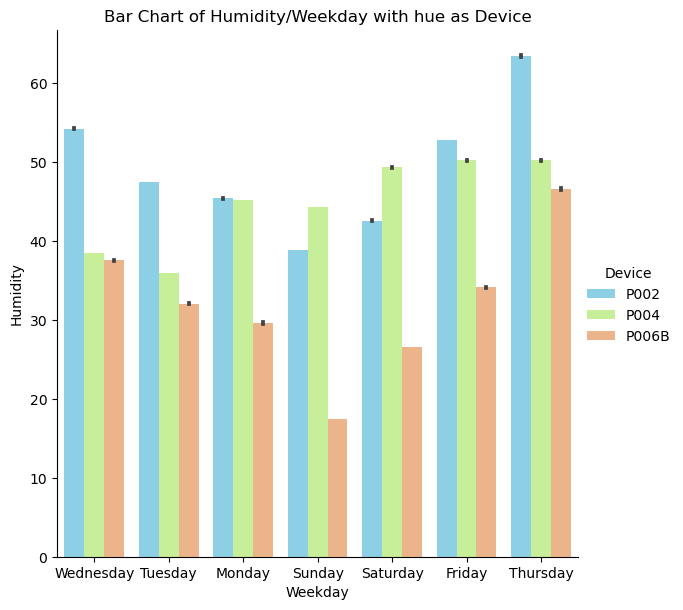 Bar Chart of Humidity/Weekday with hue as Device
Humidity
60
50
40
30
20
10
0
Wednesday Tuesday Monday Sunday Saturday Friday Thursday
Weekday
Device
P002
P004
P006B